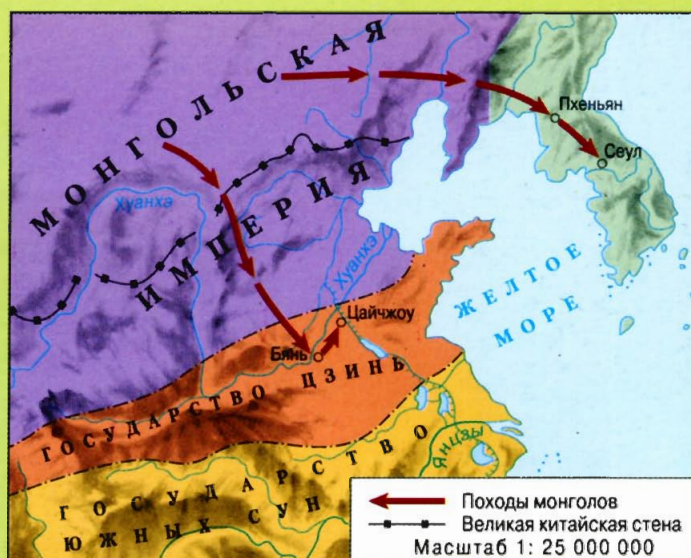 МОНГОЛЬСКАЯ
ИМПЕРИЯ
Пхеньян
Сеул
Хуанхэ
Хуанхэ
ЖЕЛТОЕ
МОРЕ
Цайчжоу
Бянь
ГОСУДАРСТВО ЦЗИНЬ
Янцзы
ГОСУДАРСТВО
ЮЖНЫХ СУН
Походы монголов
Великая китайская стена
Масштаб 1: 25 000 000